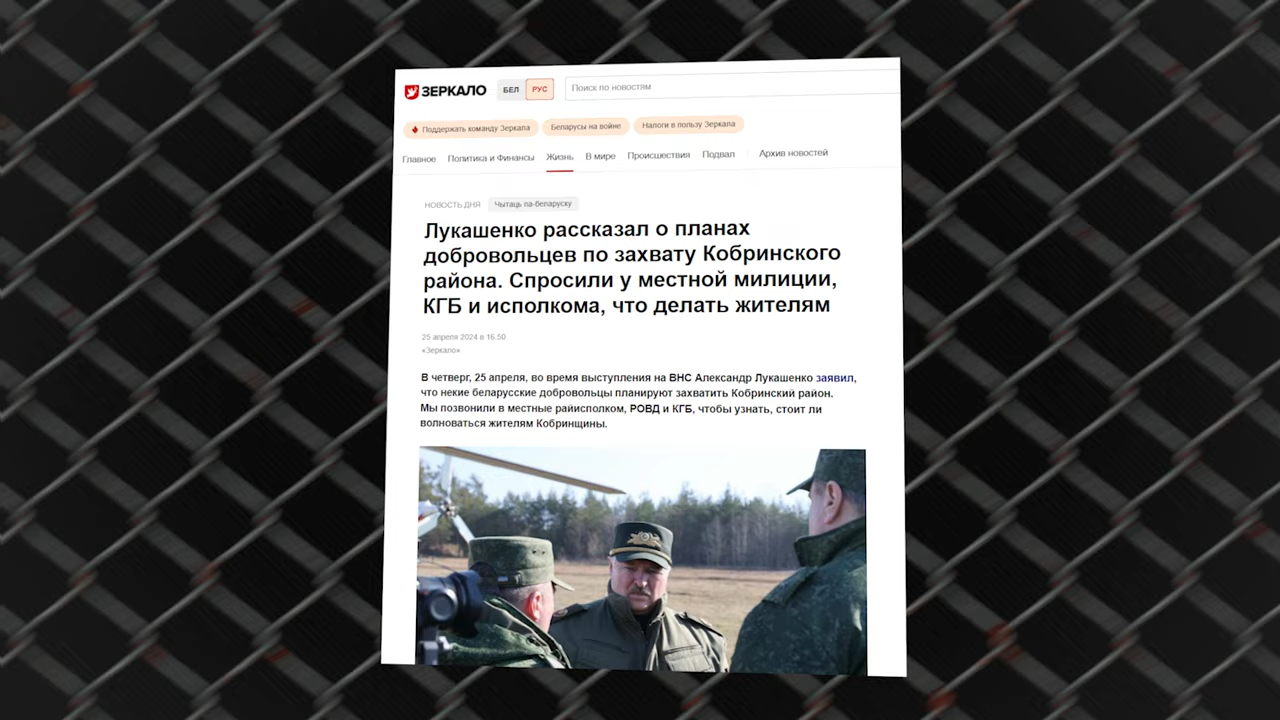 ЗЕРКАЛО БЕЛ РУС Поиск по новостям
Поддержать команду Зеркала Беларусы на войне Налоги в пользу Зеркала
Главное Политика и Финансы Жизнь В мире Происшествия Подвал Архив новостей
НОВОСТЬ ДНЯ Чытаць па-беларуску
Лукашенко рассказал о планах
добровольцев по захвату Кобринского
района. Спросили у местной милиции,
КГБ и исполкома, что делать жителям
25 апреля 2024 в 16.50
«Зеркало»
В четверг, 25 апреля, во время выступления на ВНС Александр Лукашенко заявил,
что некие беларусские добровольцы планируют захватить Кобринский район.
Мы позвонили в местные райисполком, РОВД и КГБ, чтобы узнать, стоит ли
волноваться жителям Кобринщины.